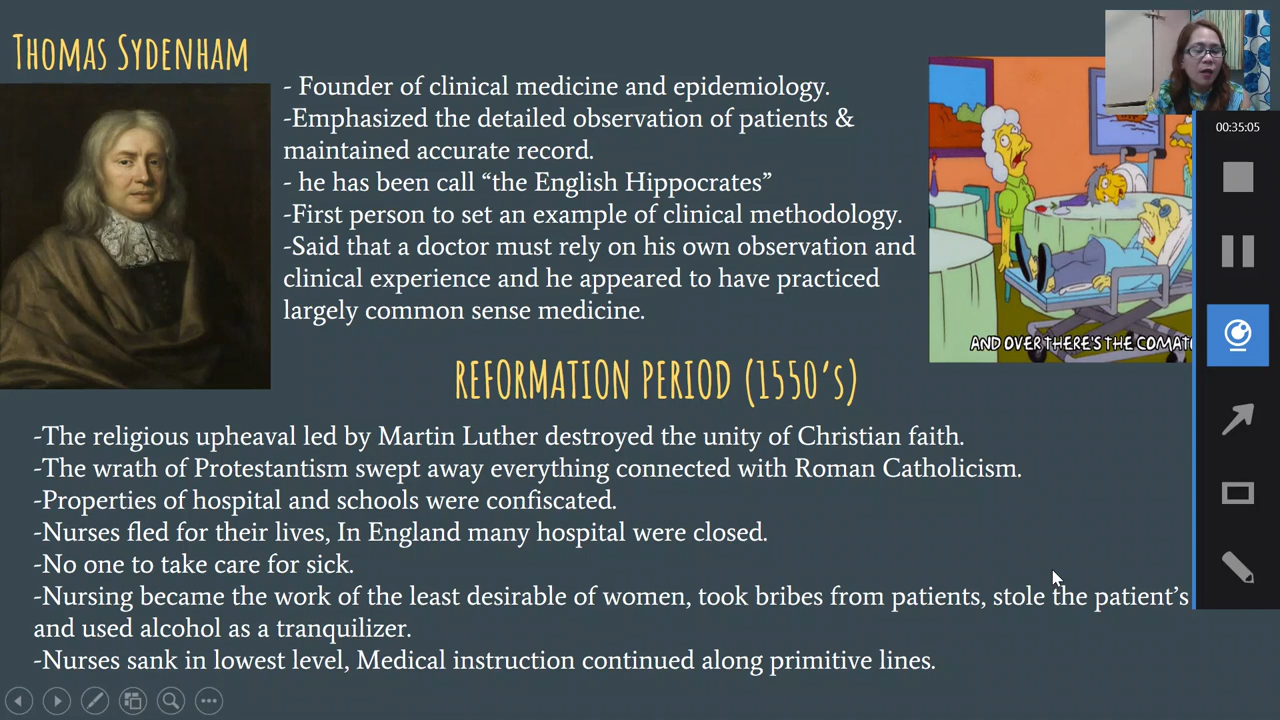 THOMAS SYDENHAM
- Founder of clinical medicine and epidemiology.
-Emphasized the detailed observation of patients &
maintained accurate record.
- he has been call “the English Hippocrates”
-First person to set an example of clinical methodology.
-Said that a doctor must rely on his own observation and
clinical experience and he appeared to have practiced
largely common sense medicine.
00:35:05
AND OVER THERE'S THE COMAT
REFORMATION PERIOD (1550‘s)
-The religious upheaval led by Martin Luther destroyed the unity of Christian faith.
-The wrath of Protestantism swept away everything connected with Roman Catholicism.
-Properties of hospital and schools were confiscated.
-Nurses fled for their lives, In England many hospital were closed.
-No one to take care for sick.
-Nursing became the work of the least desirable of women, took bribes from patients, stole the patient’s
and used alcohol as a tranquilizer.
-Nurses sank in lowest level, Medical instruction continued along primitive lines.